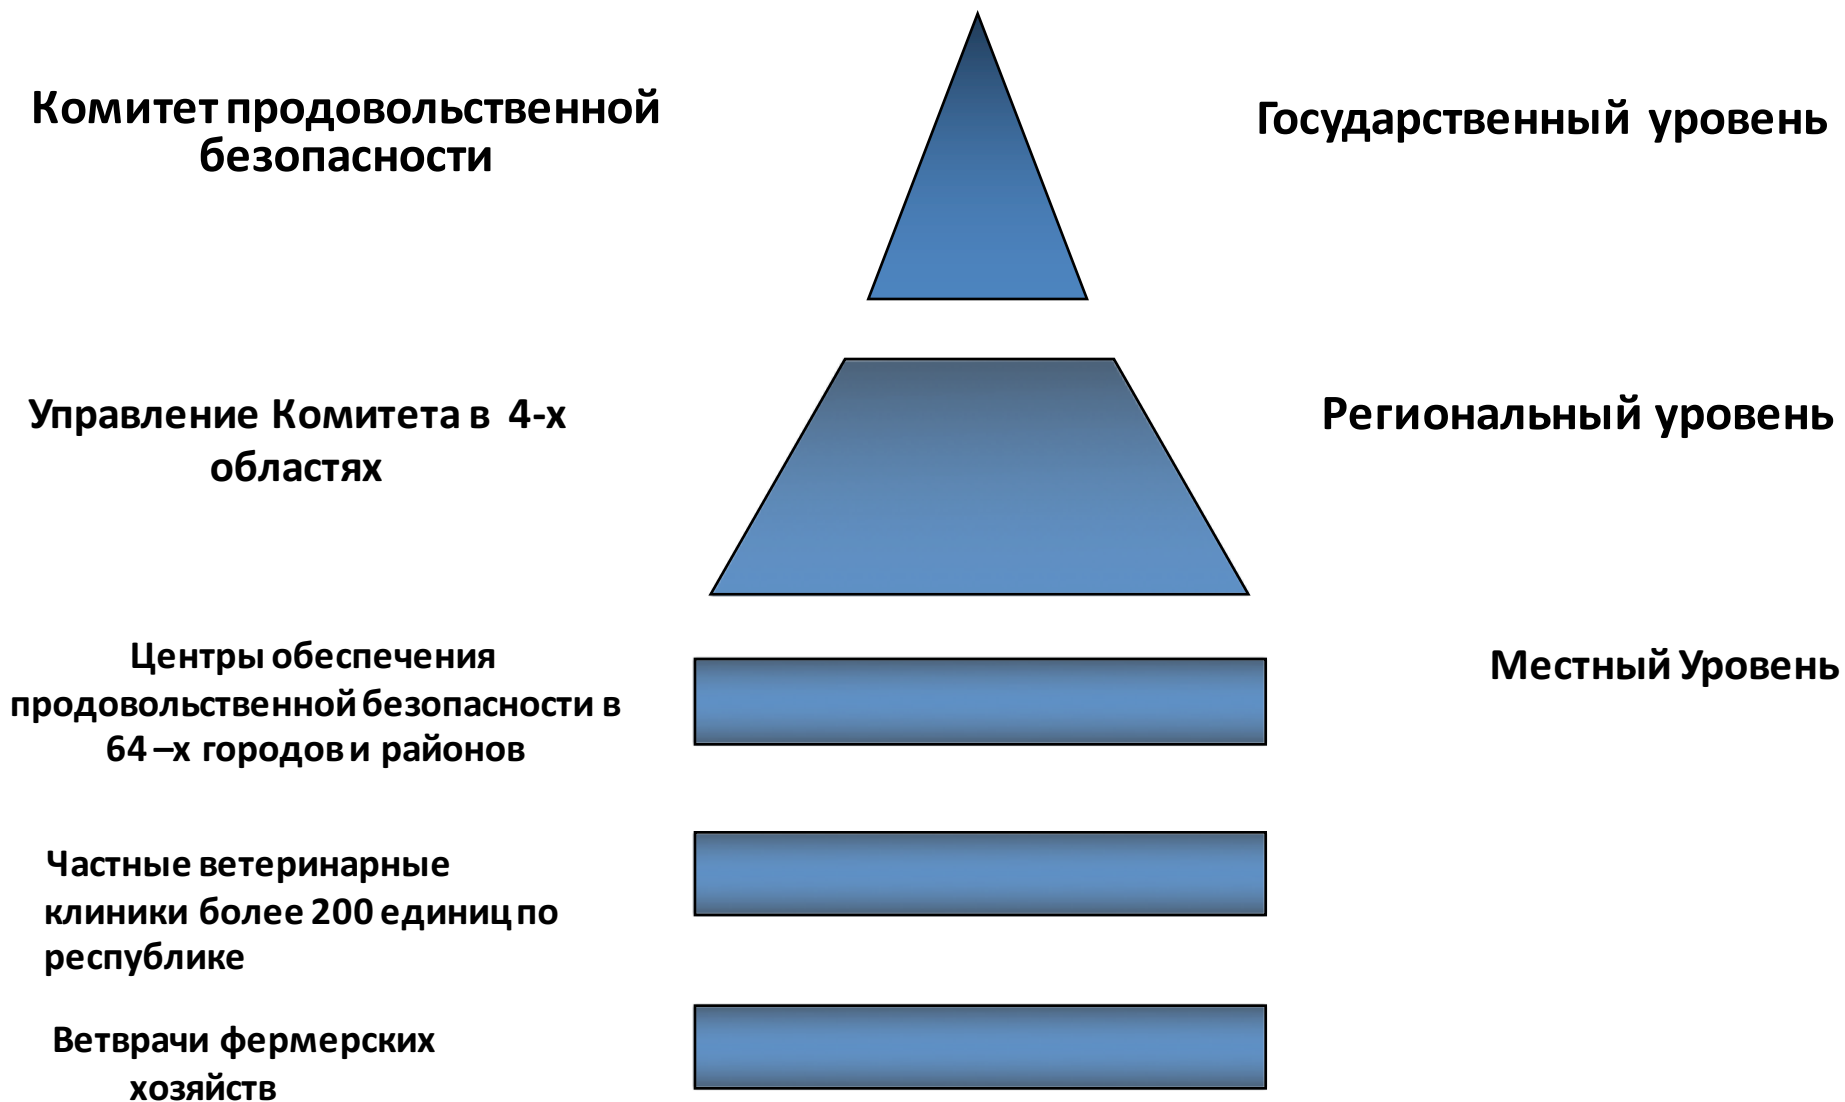 Комитет продовольственной
безопасности
Государственный уровень
Управление Комитета в 4-х
областях
Региональный уровень
Центры обеспечения
продовольственной безопасности в
64 –х городов и районов
Местный Уровень
Частные ветеринарные
клиники более 200 единиц по
республике
Ветврачи фермерских
хозяйств